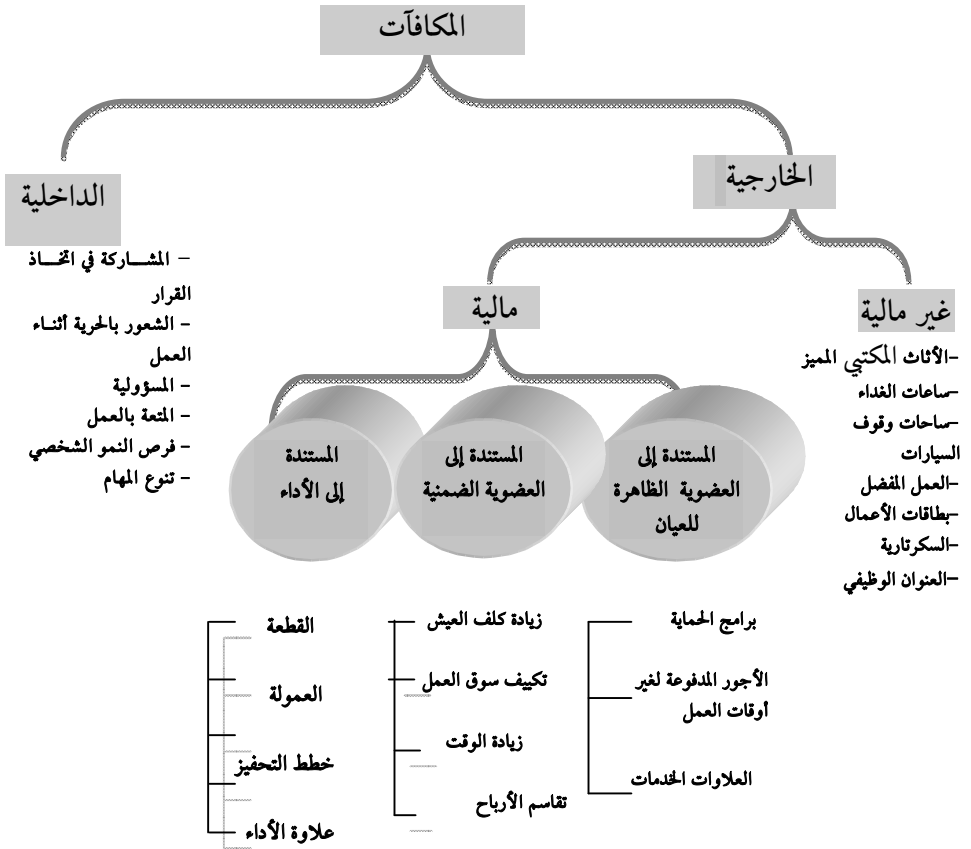 المكافآت
الخارجية
الداخلية
– المشاركة في اتخاذ
القرار
– الشعور بالحرية أثناء
العمل
– المسؤولية
– المتعة بالعمل
– فرص النمو الشخصي
– تنوع المهام
مالية
غير مالية
–الأثاث المكتبي المميز
–ساعات الغداء
–ساحات وقوف
السيارات
–العمل المفضل
–بطاقات الأعمال
–السكرتارية
–العنوان الوظيفي
المستندة إلى
العضوية الظاهرة
للعيان
المستندة إلى
العضوية الضمنية
المستندة
إلى الأداء
برامج الحماية
الأجور المدفوعة لغير
أوقات العمل
العلاوات الخدمات
زيادة كلف العيش
تكييف سوق العمل
زيادة الوقت
تقاسم الأرباح
القطعة
العمولة
خطط التحفيز
علاوة الأداء